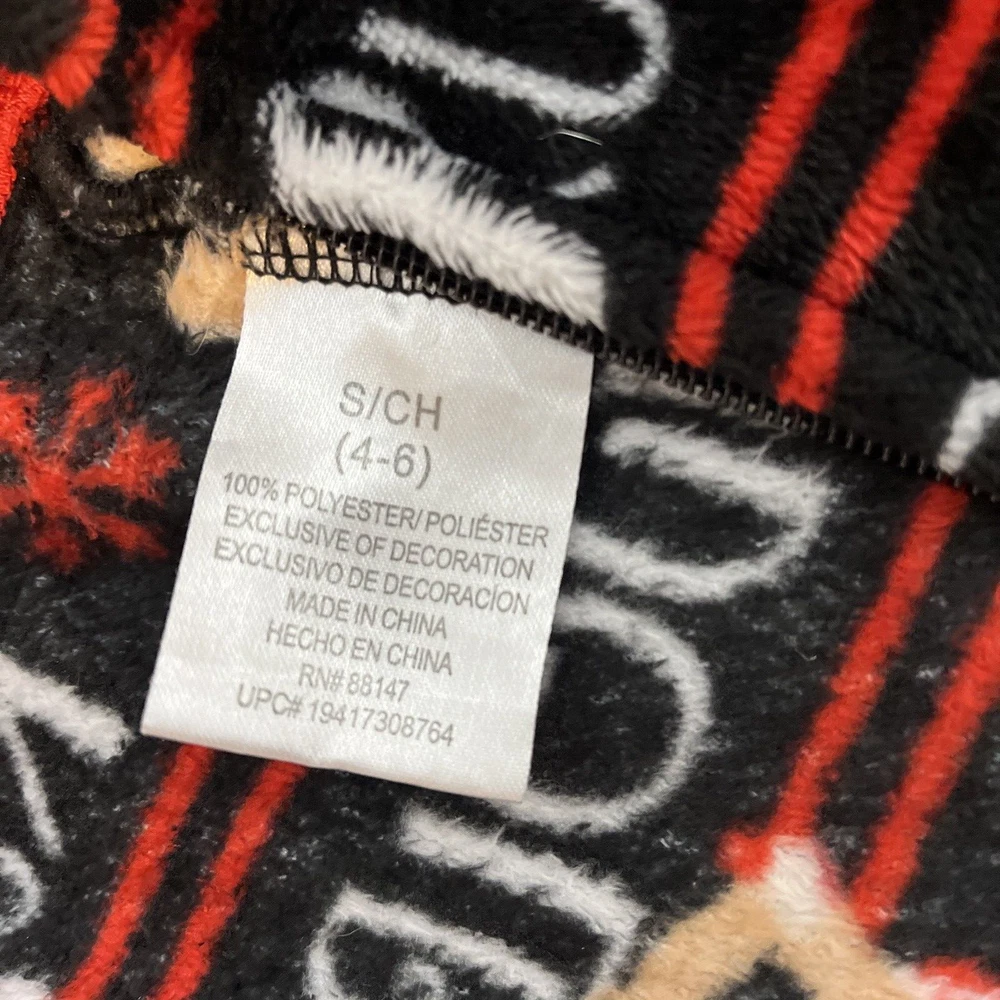 S/CH
(4-6)
100% POLYESTER/POLIÉSTER
EXCLUSIVE OF DECORATION
EXCLUSIVO DE DECORACÍON
MADE IN CHINA
HECHO EN CHINA
RN# 88147
UPC# 19417308764